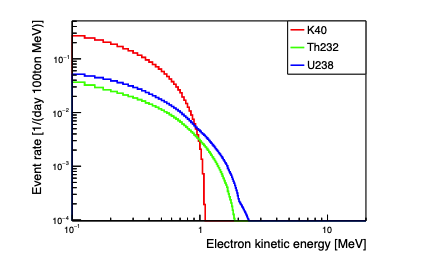 K40
Th232
U238
Event rate [1/(day 100ton MeV)]
10⁻¹
10⁻²
10⁻³
10⁻⁴
10⁻¹ 1 10
Electron kinetic energy [MeV]